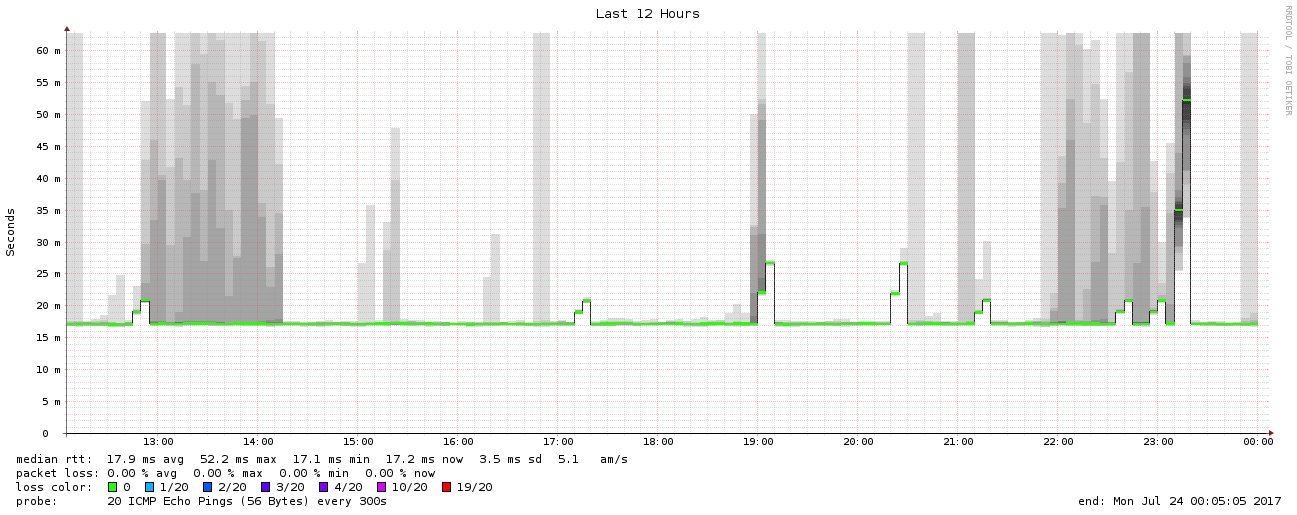 Last 12 Hours
RRDTOOL / TOBI OETIKER
Seconds
60 m
55 m
50 m
45 m
40 m
35 m
30 m
25 m
20 m
15 m
10 m
5 m
0
13:00 14:00 15:00 16:00 17:00 18:00 19:00 20:00 21:00 22:00 23:00 00:00
median rtt: 17.9 ms avg 52.2 ms max 17.1 ms min 17.2 ms now 3.5 ms sd 5.1 am/s
packet loss: 0.00 % avg 0.00 % max 0.00 % min 0.00 % now
loss color: 0 1/20 2/20 3/20 4/20 10/20 19/20
probe: 20 ICMP Echo Pings (56 Bytes) every 300s end: Mon Jul 24 00:05:05 2017